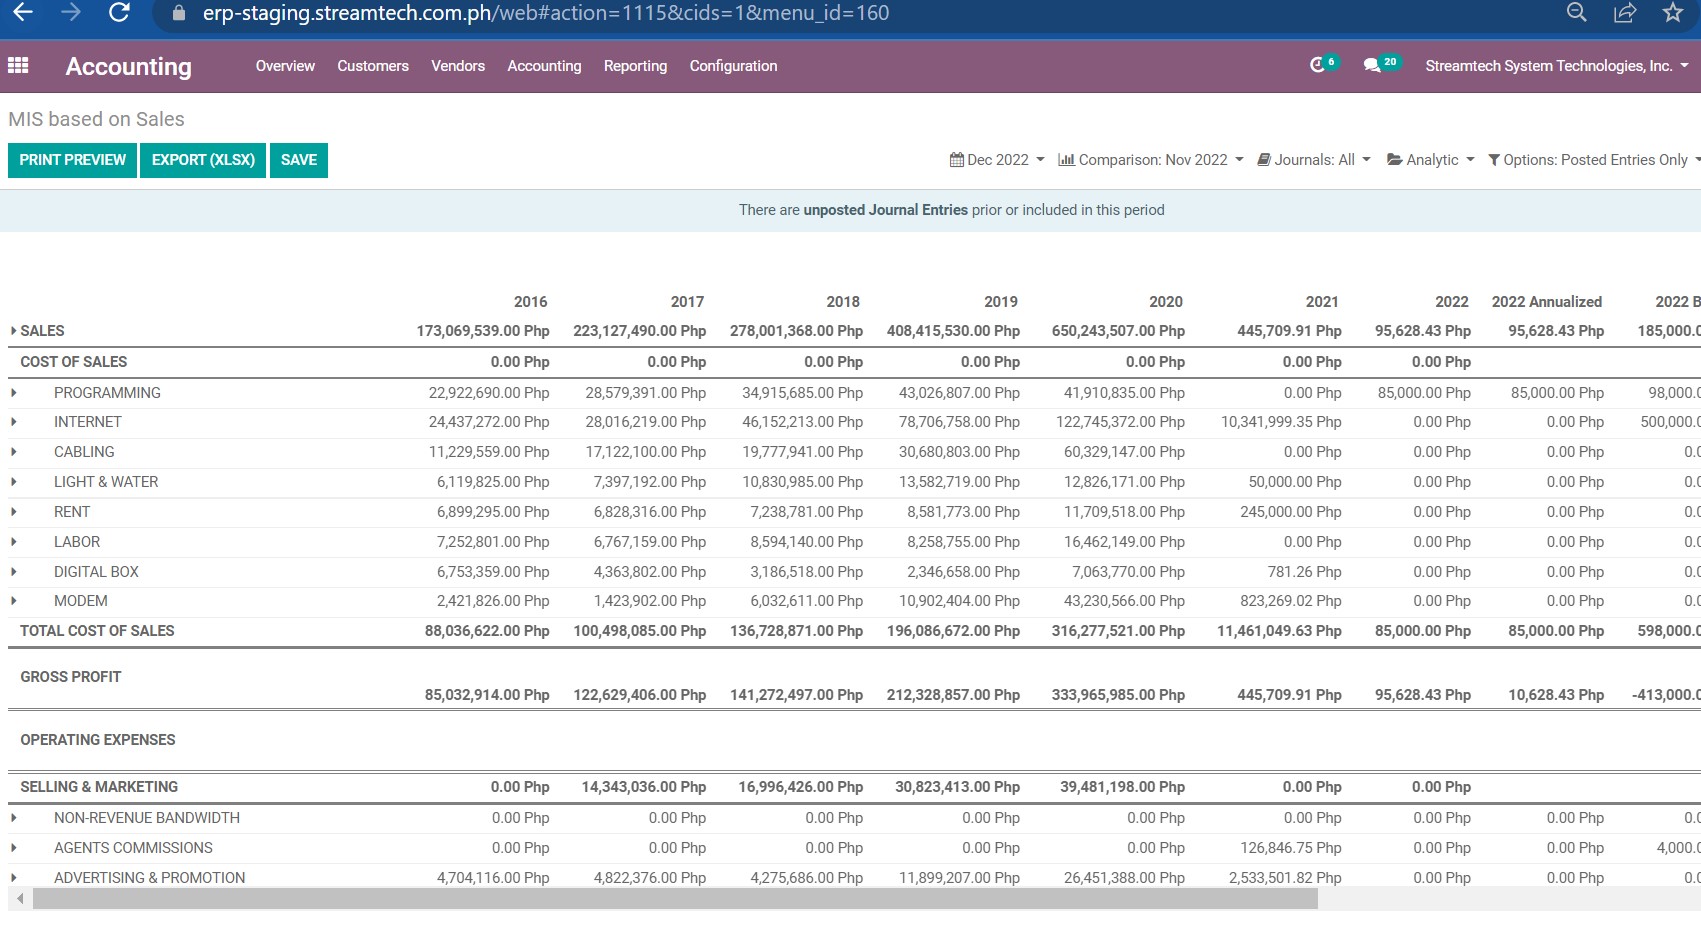 erp-staging.streamtech.com.ph/web#action=1115&cids=1&menu_id=160
Accounting Overview Customers Vendors Accounting Reporting Configuration 6 20 Streamtech System Technologies, Inc.
MIS based on Sales
PRINT PREVIEW EXPORT (XLSX) SAVE Dec 2022 Comparison: Nov 2022 Journals: All Analytic Options: Posted Entries Only
There are unposted Journal Entries prior or included in this period
2016 2017 2018 2019 2020 2021 2022 2022 Annualized 2022 B
SALES 173,069,539.00 Php 223,127,490.00 Php 278,001,368.00 Php 408,415,530.00 Php 650,243,507.00 Php 445,709.91 Php 95,628.43 Php 95,628.43 Php 185,000.0
COST OF SALES 0.00 Php 0.00 Php 0.00 Php 0.00 Php 0.00 Php 0.00 Php 0.00 Php
PROGRAMMING 22,922,690.00 Php 28,579,391.00 Php 34,915,685.00 Php 43,026,807.00 Php 41,910,835.00 Php 0.00 Php 85,000.00 Php 85,000.00 Php 98,000.0
INTERNET 24,437,272.00 Php 28,016,219.00 Php 46,152,213.00 Php 78,706,758.00 Php 122,745,372.00 Php 10,341,999.35 Php 0.00 Php 0.00 Php 500,000.0
CABLING 11,229,559.00 Php 17,122,100.00 Php 19,777,941.00 Php 30,680,803.00 Php 60,329,147.00 Php 0.00 Php 0.00 Php 0.00 Php 0.0
LIGHT & WATER 6,119,825.00 Php 7,397,192.00 Php 10,830,985.00 Php 13,582,719.00 Php 12,826,171.00 Php 50,000.00 Php 0.00 Php 0.00 Php 0.0
RENT 6,899,295.00 Php 6,828,316.00 Php 7,238,781.00 Php 8,581,773.00 Php 11,709,518.00 Php 245,000.00 Php 0.00 Php 0.00 Php 0.0
LABOR 7,252,801.00 Php 6,767,159.00 Php 8,594,140.00 Php 8,258,755.00 Php 16,462,149.00 Php 0.00 Php 0.00 Php 0.00 Php 0.0
DIGITAL BOX 6,753,359.00 Php 4,363,802.00 Php 3,186,518.00 Php 2,346,658.00 Php 7,063,770.00 Php 781.26 Php 0.00 Php 0.00 Php 0.0
MODEM 2,421,826.00 Php 1,423,902.00 Php 6,032,611.00 Php 10,902,404.00 Php 43,230,566.00 Php 823,269.02 Php 0.00 Php 0.00 Php 0.0
TOTAL COST OF SALES 88,036,622.00 Php 100,498,085.00 Php 136,728,871.00 Php 196,086,672.00 Php 316,277,521.00 Php 11,461,049.63 Php 85,000.00 Php 85,000.00 Php 598,000.0
GROSS PROFIT
85,032,914.00 Php 122,629,406.00 Php 141,272,497.00 Php 212,328,857.00 Php 333,965,985.00 Php 445,709.91 Php 95,628.43 Php 10,628.43 Php -413,000.0
OPERATING EXPENSES
SELLING & MARKETING 0.00 Php 14,343,036.00 Php 16,996,426.00 Php 30,823,413.00 Php 39,481,198.00 Php 0.00 Php 0.00 Php
NON-REVENUE BANDWIDTH 0.00 Php 0.00 Php 0.00 Php 0.00 Php 0.00 Php 0.00 Php 0.00 Php 0.00 Php 0.0
AGENTS COMMISSIONS 0.00 Php 0.00 Php 0.00 Php 0.00 Php 0.00 Php 126,846.75 Php 0.00 Php 0.00 Php 4,000.0
ADVERTISING & PROMOTION 4,704,116.00 Php 4,822,376.00 Php 4,275,686.00 Php 11,899,207.00 Php 26,451,388.00 Php 2,533,501.82 Php 0.00 Php 0.00 Php 0.0